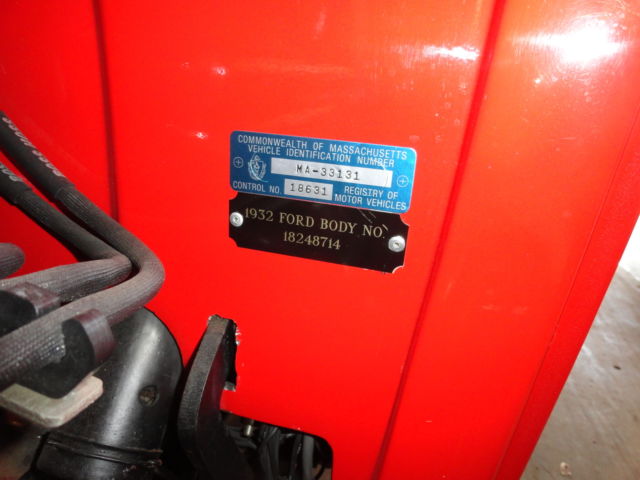 COMMONWEALTH OF MASSACHUSETTS
VEHICLE IDENTIFICATION NUMBER
MA-33131
CONTROL NO 18631 REGISTRY OF
MOTOR VEHICLES
1932 FORD BODY NO.
18248714